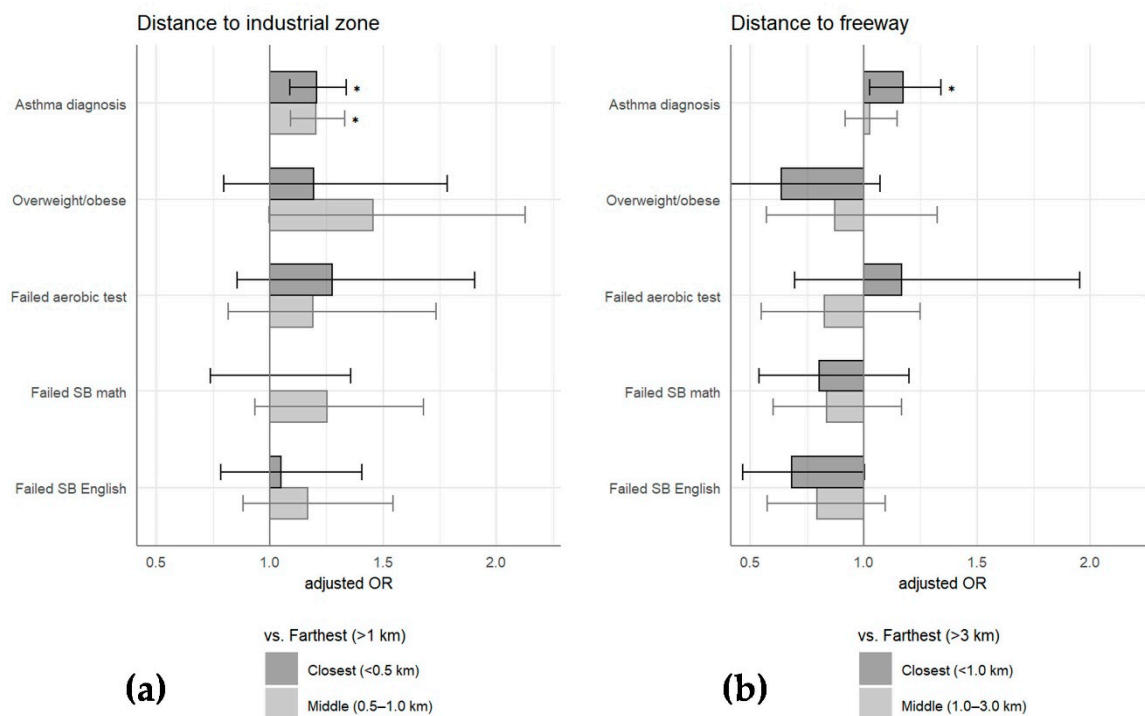 Distance to industrial zone
Asthma diagnosis
*
*
Overweight/obese
Failed aerobic test
Failed SB math
Failed SB English
0.5 1.0 1.5 2.0
adjusted OR
vs. Farthest (>1 km)
Closest (<0.5 km)
Middle (0.5–1.0 km)
(a)
Distance to freeway
Asthma diagnosis
*
Overweight/obese
Failed aerobic test
Failed SB math
Failed SB English
0.5 1.0 1.5 2.0
adjusted OR
vs. Farthest (>3 km)
Closest (<1.0 km)
Middle (1.0–3.0 km)
(b)